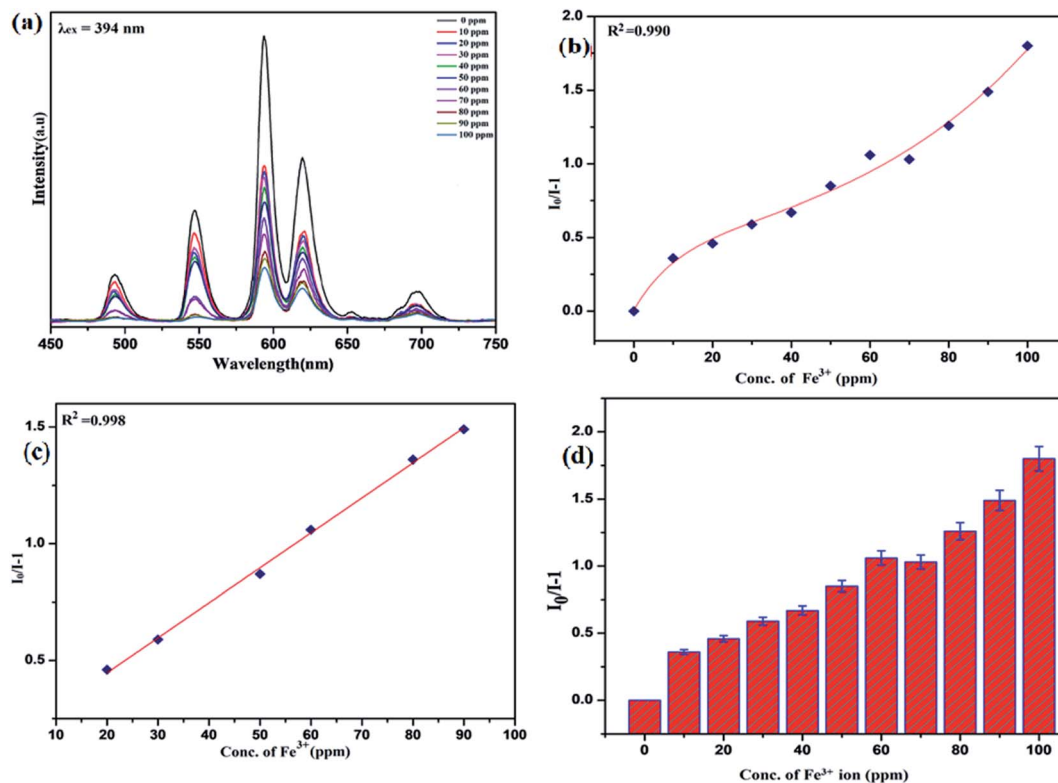 (a)
λex = 394 nm
0 ppm
10 ppm
20 ppm
30 ppm
40 ppm
50 ppm
60 ppm
70 ppm
80 ppm
90 ppm
100 ppm
Intensity(a.u)
450 500 550 600 650 700 750
Wavelength(nm)
(b)
R²=0.990
2.0
1.5
1.0
0.5
0.0
I₀/I-1
0 20 40 60 80 100
Conc. of Fe³⁺ (ppm)
(c)
R² =0.998
1.5
1.0
0.5
I₀/I-1
10 20 30 40 50 60 70 80 90 100
Conc. of Fe³⁺(ppm)
(d)
2.0
1.5
1.0
0.5
0.0
I₀/I-1
0 20 40 60 80 100
Conc. of Fe³⁺ ion (ppm)